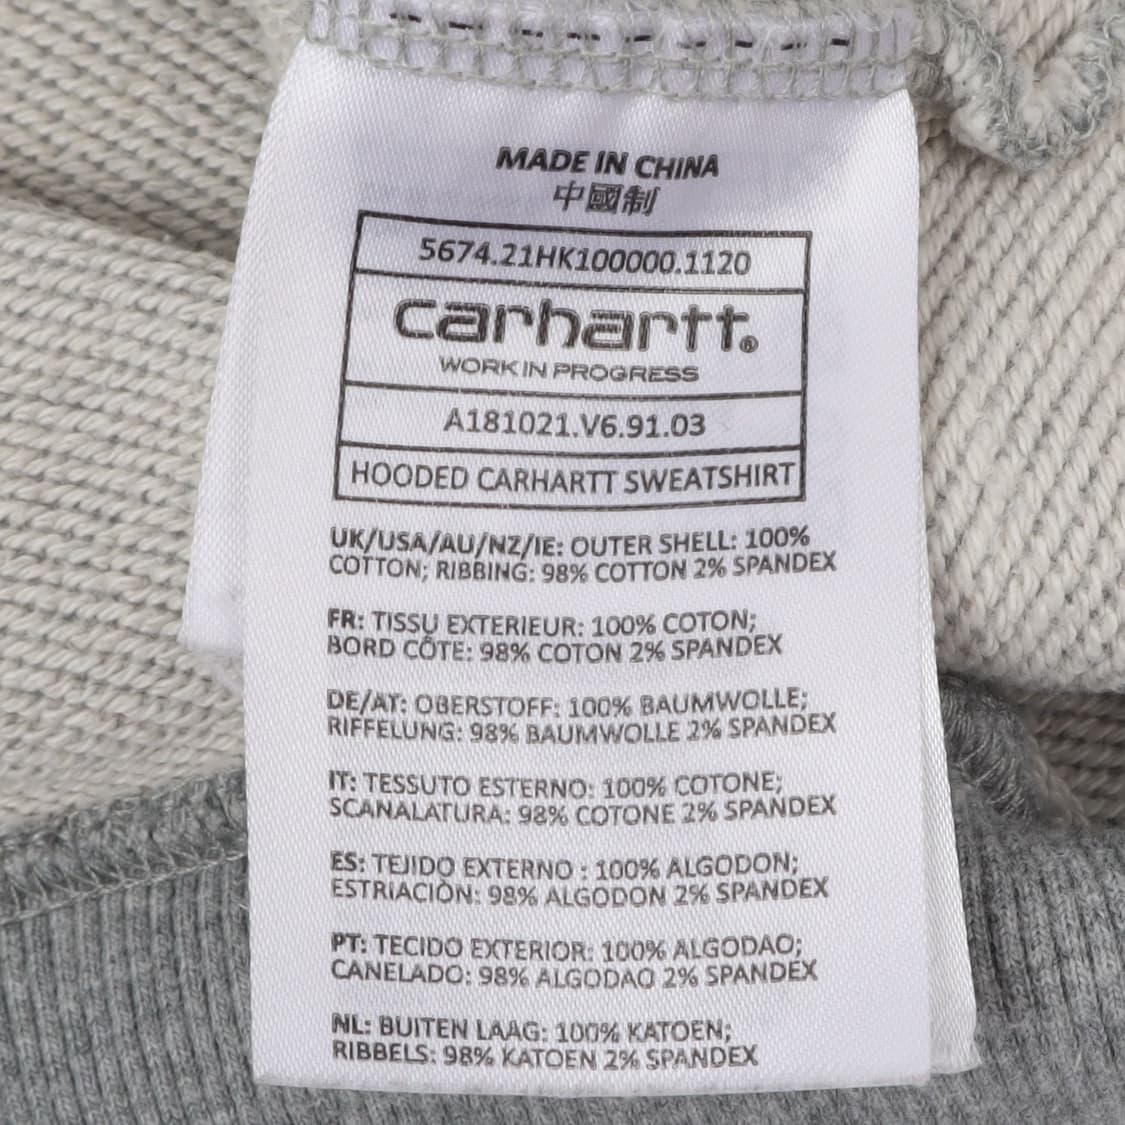 MADE IN CHINA
中國制
5674.21HK100000.1120
carhartt.®
WORK IN PROGRESS
A181021.V6.91.03
HOODED CARHARTT SWEATSHIRT
UK/USA/AU/NZ/IE: OUTER SHELL: 100%
COTTON; RIBBING: 98% COTTON 2% SPANDEX
FR: TISSU EXTERIEUR: 100% COTON;
BORD CÔTE: 98% COTON 2% SPANDEX
DE/AT: OBERSTOFF: 100% BAUMWOLLE;
RIFFELUNG: 98% BAUMWOLLE 2% SPANDEX
IT: TESSUTO ESTERNO: 100% COTONE;
SCANALATURA: 98% COTONE 2% SPANDEX
ES: TEJIDO EXTERNO : 100% ALGODON;
ESTRIACIÒN: 98% ALGODON 2% SPANDEX
PT: TECIDO EXTERIOR: 100% ALGODAO;
CANELADO: 98% ALGODAO 2% SPANDEX
NL: BUITEN LAAG: 100% KATOEN;
RIBBELS: 98% KATOEN 2% SPANDEX